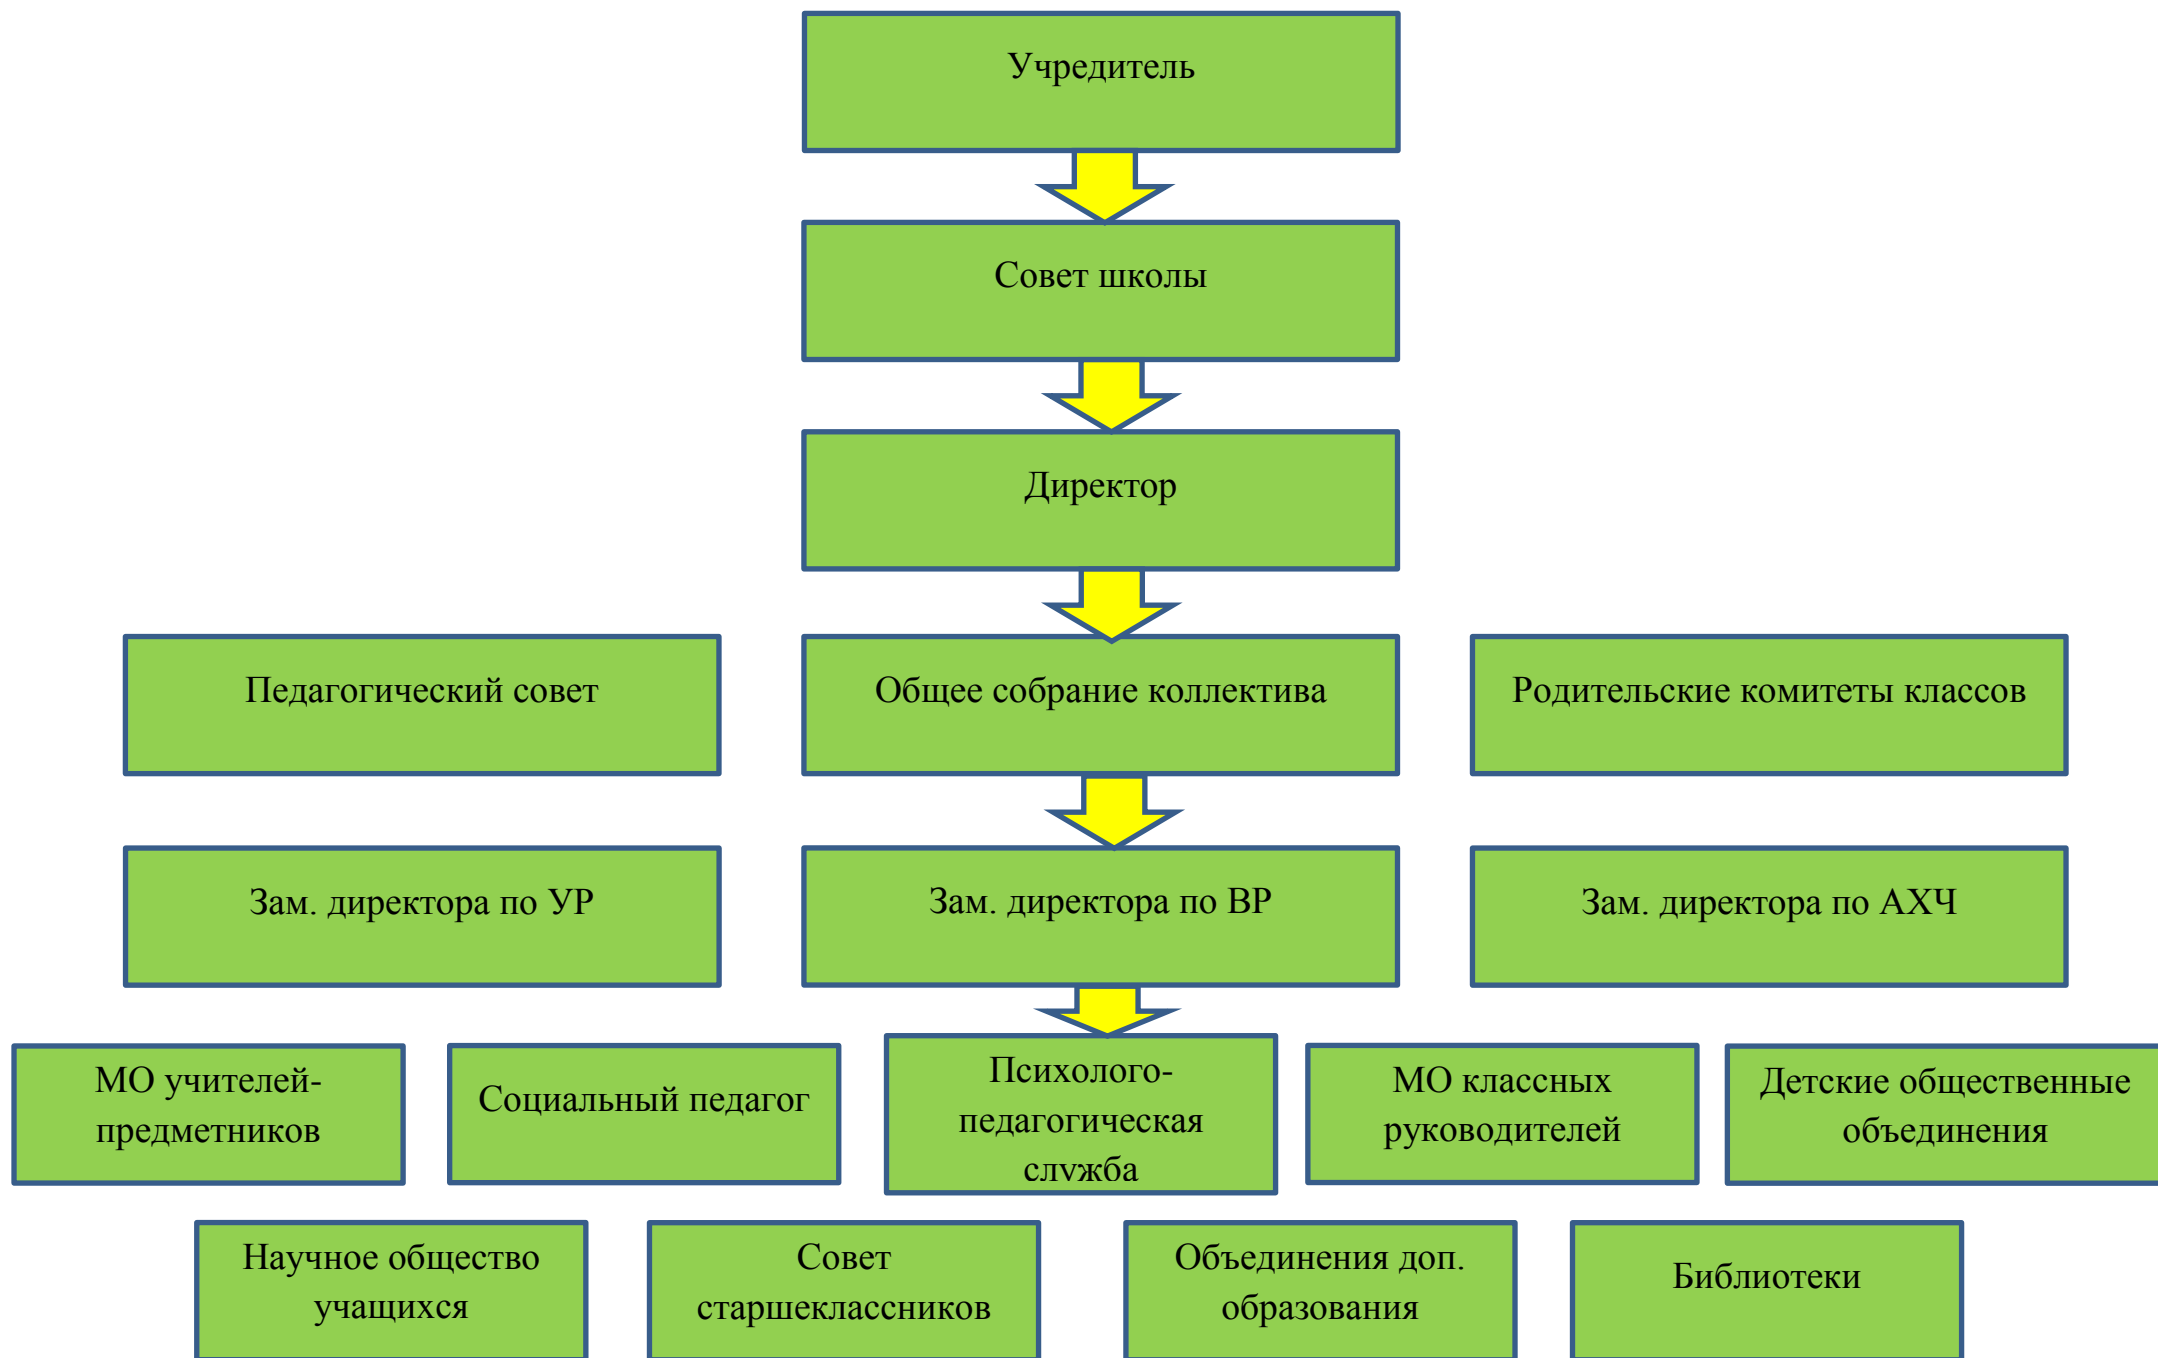 Учредитель
Совет школы
Директор
Педагогический совет
Общее собрание коллектива
Родительские комитеты классов
Зам. директора по УР
Зам. директора по ВР
Зам. директора по АХЧ
МО учителей-
предметников
Социальный педагог
Психолого-
педагогическая
служба
МО классных
руководителей
Детские общественные
объединения
Научное общество
учащихся
Совет
старшеклассников
Объединения доп.
образования
Библиотеки